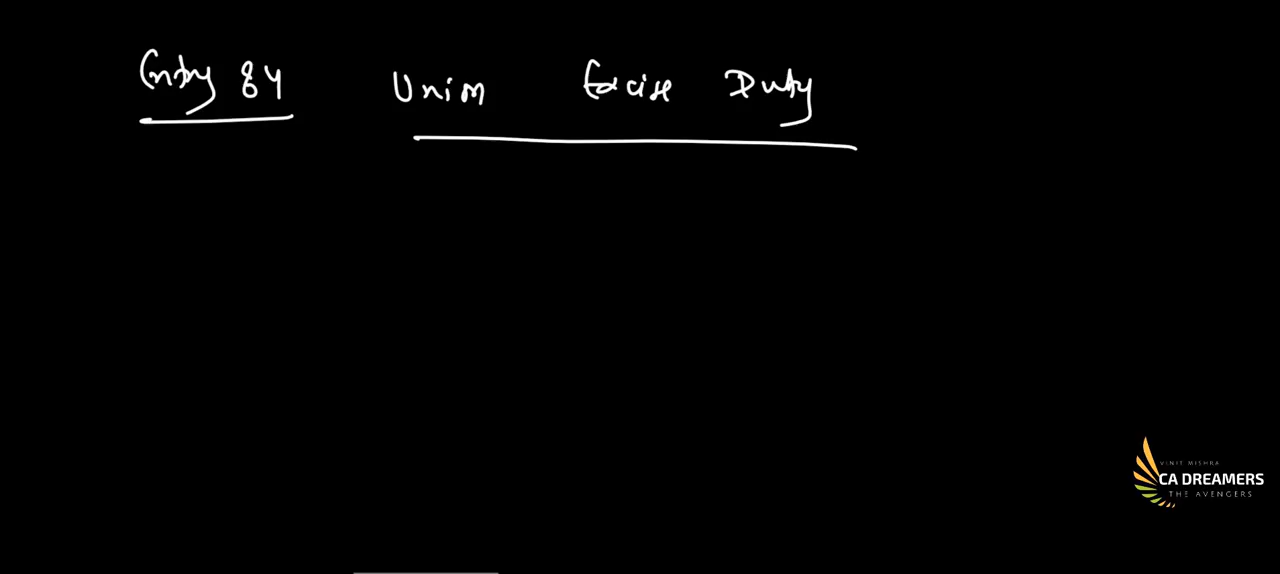 Entry 84 Union Excise Duty
VINIT MISHRA
CA DREAMERS
THE AVENGERS